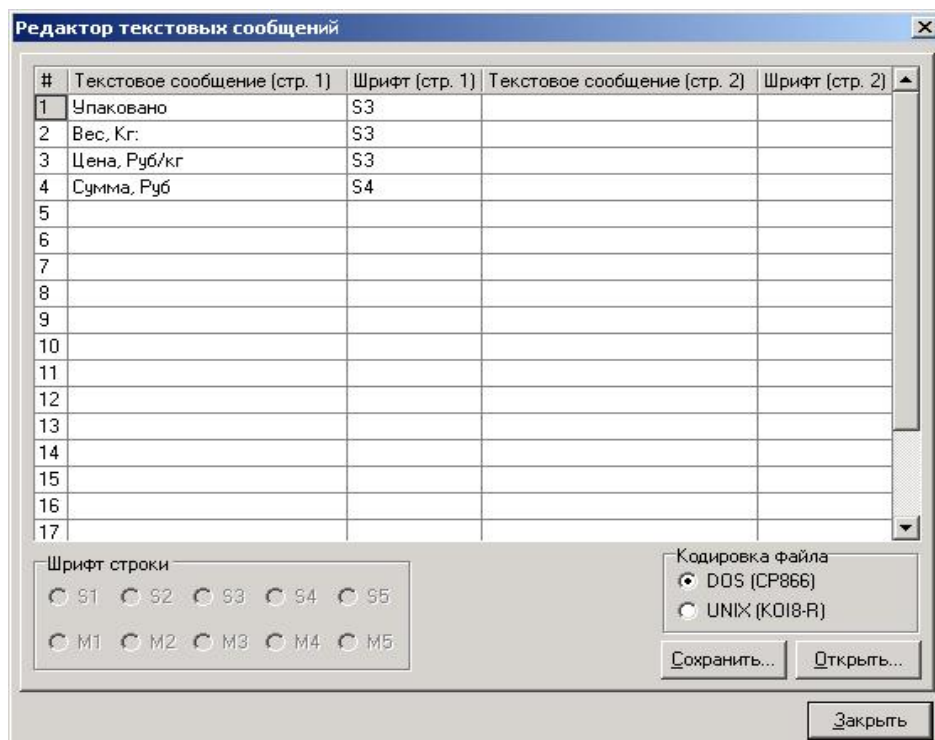 Редактор текстовых сообщений
# Текстовое сообщение (стр. 1) Шрифт (стр. 1) Текстовое сообщение (стр. 2) Шрифт (стр. 2)
1 Упаковано S3
2 Вес, Кг: S3
3 Цена, Руб/кг S3
4 Сумма, Руб S4
5
6
7
8
9
10
11
12
13
14
15
16
17
Шрифт строки
S1 S2 S3 S4 S5
M1 M2 M3 M4 M5
Кодировка файла
DOS (CP866)
UNIX (KOI8-R)
Сохранить... Открыть...
Закрыть